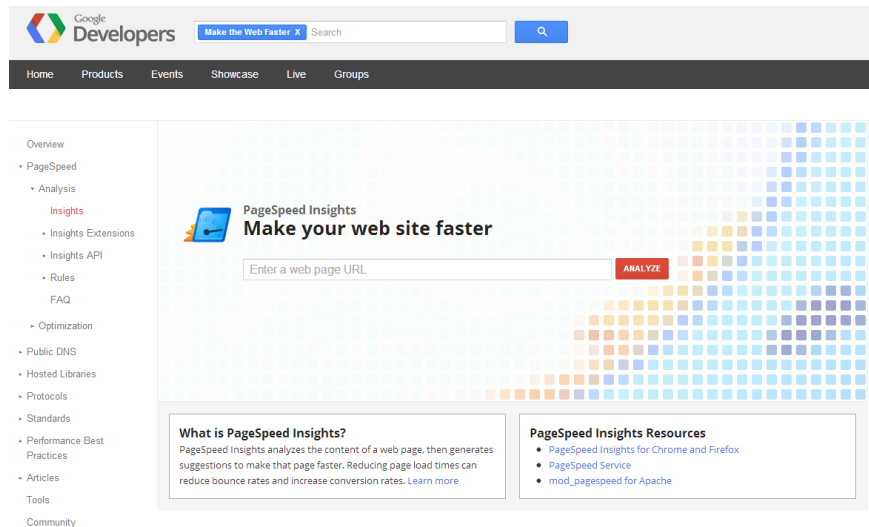 Google
Developers
Make the Web Faster X Search
Home Products Events Showcase Live Groups
Overview
PageSpeed
Analysis
Insights
Insights Extensions
Insights API
Rules
FAQ
Optimization
Public DNS
Hosted Libraries
Protocols
Standards
Performance Best
Practices
Articles
Tools
Community
PageSpeed Insights
Make your web site faster
Enter a web page URL
ANALYZE
What is PageSpeed Insights?
PageSpeed Insights analyzes the content of a web page, then generates
suggestions to make that page faster. Reducing page load times can
reduce bounce rates and increase conversion rates. Learn more
PageSpeed Insights Resources
PageSpeed Insights for Chrome and Firefox
PageSpeed Service
mod_pagespeed for Apache